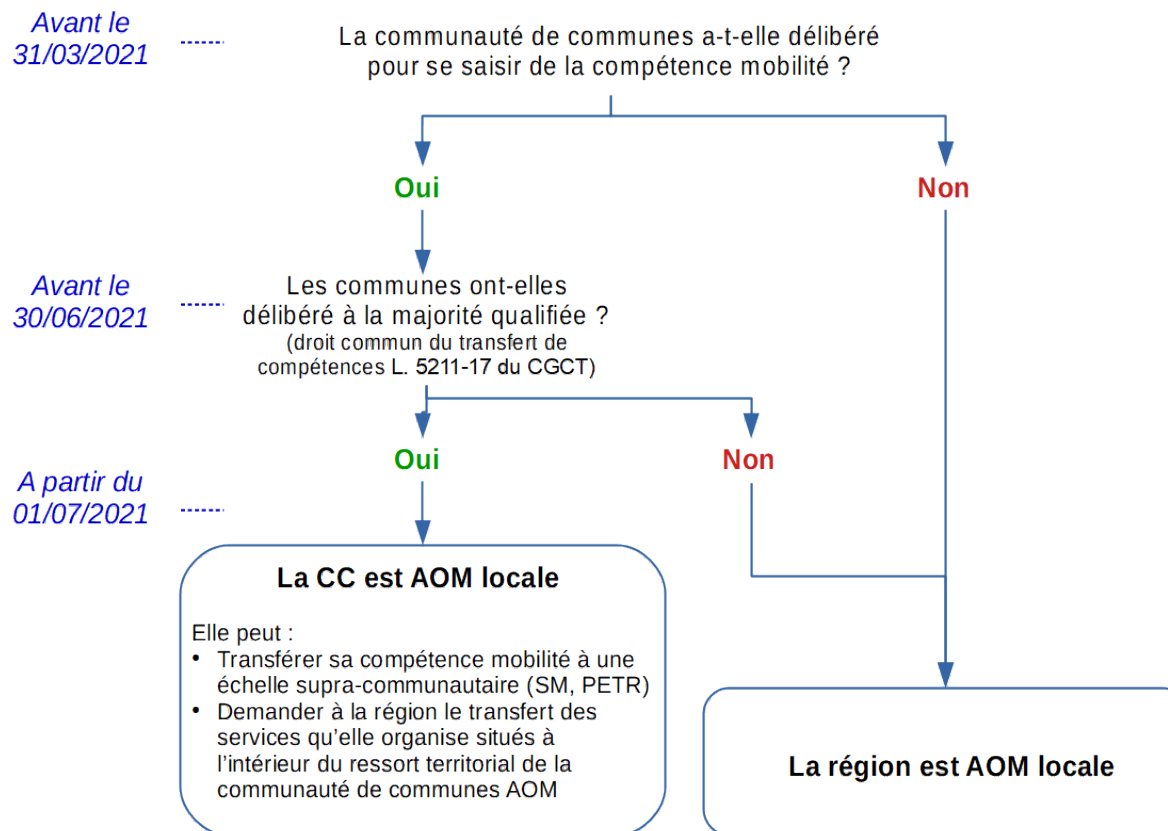 Avant le
31/03/2021
La communauté de communes a-t-elle délibéré
pour se saisir de la compétence mobilité ?
Oui
Non
Avant le
30/06/2021
Les communes ont-elles
délibéré à la majorité qualifiée ?
(droit commun du transfert de
compétences L. 5211-17 du CGCT)
Oui
Non
A partir du
01/07/2021
La CC est AOM locale
Elle peut :
• Transférer sa compétence mobilité à une
échelle supra-communautaire (SM, PETR)
• Demander à la région le transfert des
services qu'elle organise situés à
l'intérieur du ressort territorial de la
communauté de communes AOM
La région est AOM locale